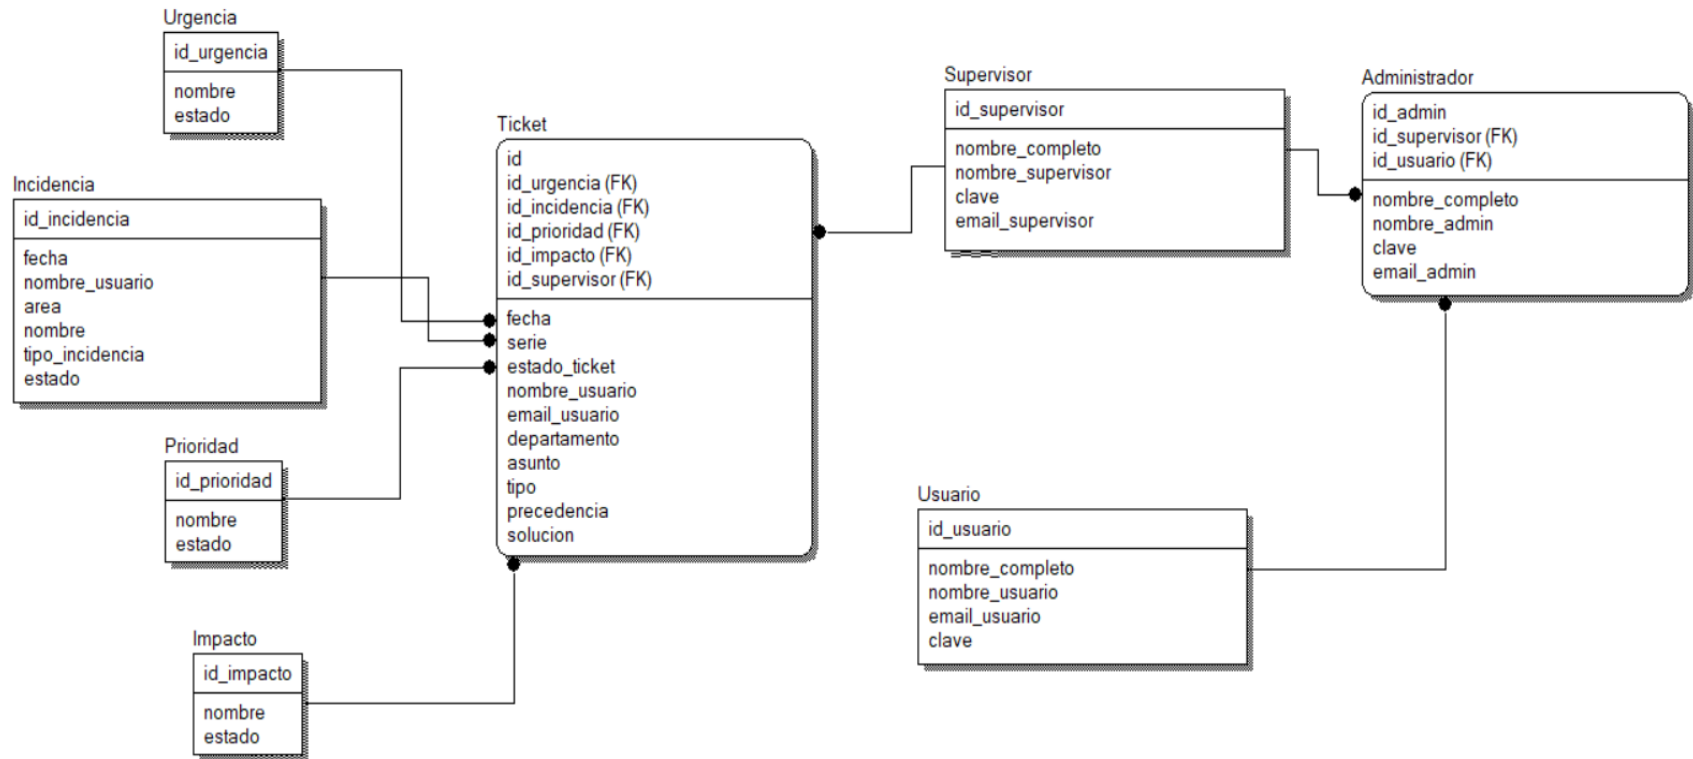 Urgencia
id_urgencia
nombre
estado
Incidencia
id_incidencia
fecha
nombre_usuario
area
nombre
tipo_incidencia
estado
Prioridad
id_prioridad
nombre
estado
Impacto
id_impacto
nombre
estado
Ticket
id
id_urgencia (FK)
id_incidencia (FK)
id_prioridad (FK)
id_impacto (FK)
id_supervisor (FK)
fecha
serie
estado_ticket
nombre_usuario
email_usuario
departamento
asunto
tipo
precedencia
solucion
Supervisor
id_supervisor
nombre_completo
nombre_supervisor
clave
email_supervisor
Administrador
id_admin
id_supervisor (FK)
id_usuario (FK)
nombre_completo
nombre_admin
clave
email_admin
Usuario
id_usuario
nombre_completo
nombre_usuario
email_usuario
clave